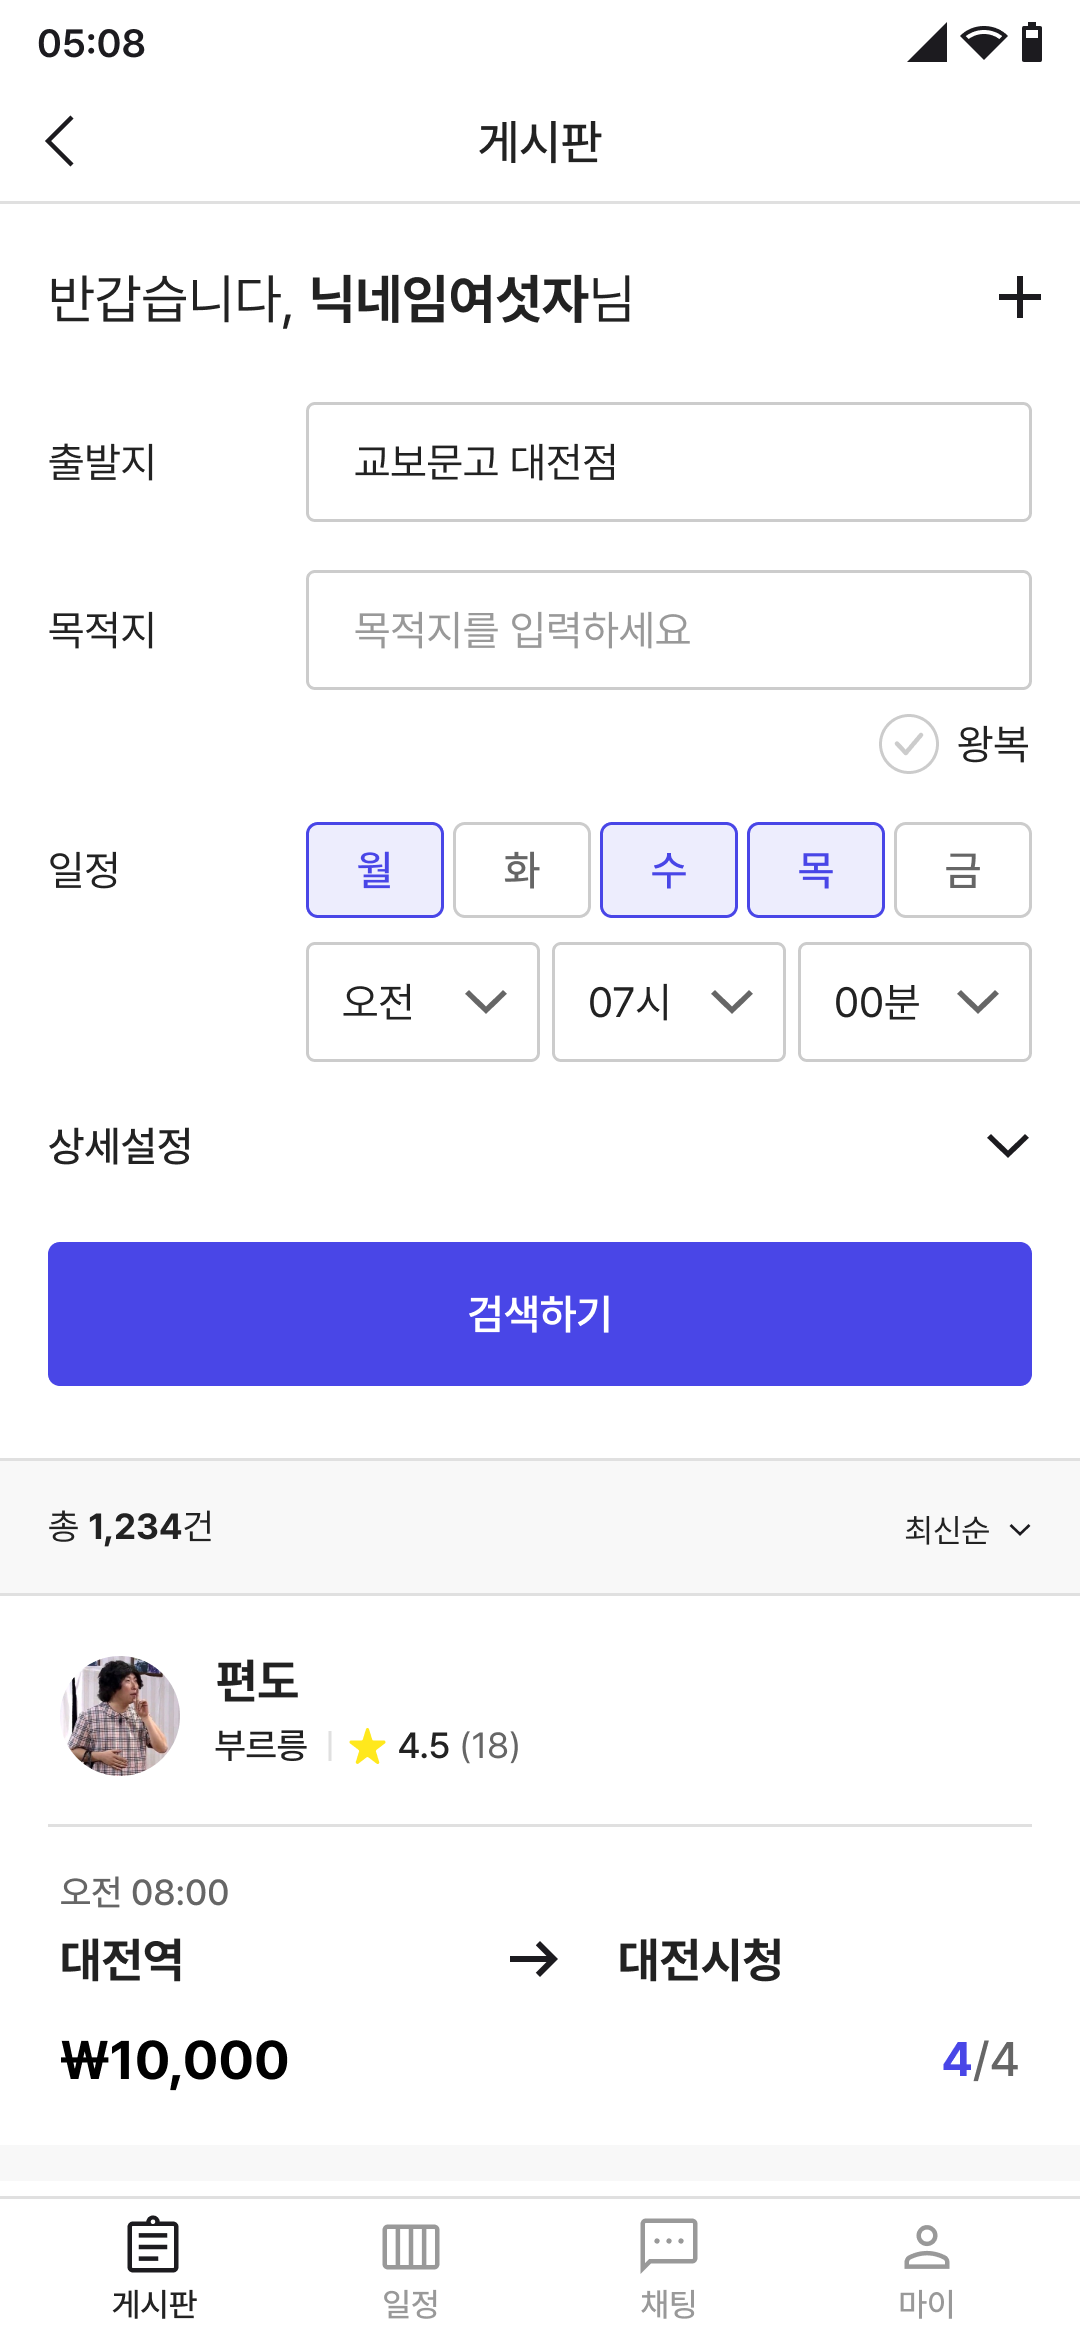 05:08
게시판
반갑습니다, 닉네임여섯자님
출발지
교보문고 대전점
목적지
목적지를 입력하세요
왕복
일정
월 화 수 목 금
오전 07시 00분
상세설정
검색하기
총 1,234건
최신순
편도
부르릉 4.5 (18)
오전 08:00
대전역 → 대전시청
₩10,000
4/4
게시판 일정 채팅 마이